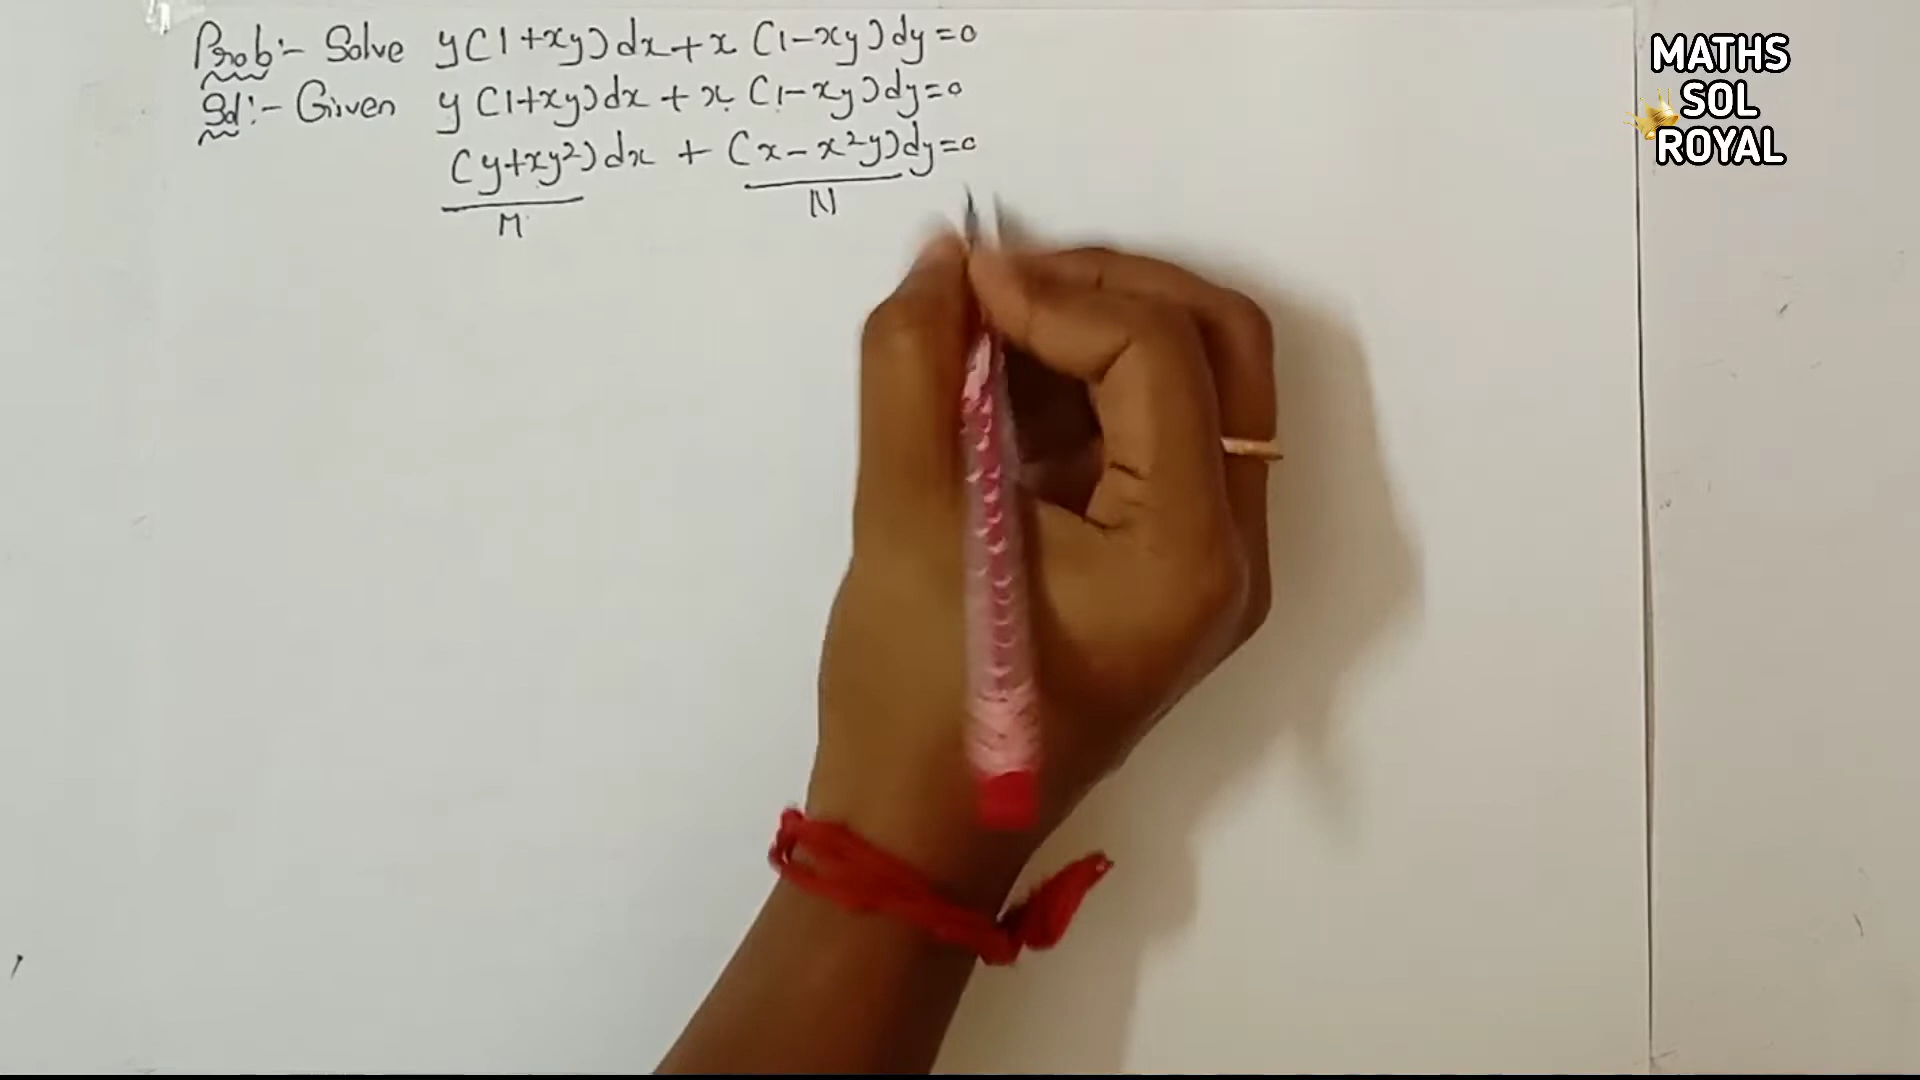 Prob:- Solve y(1+xy)dx+x(1-xy)dy=0
Sol:- Given y(1+xy)dx+x(1-xy)dy=0
(y+xy²)dx + (x-x²y)dy=0
M N
MATHS
SOL
ROYAL